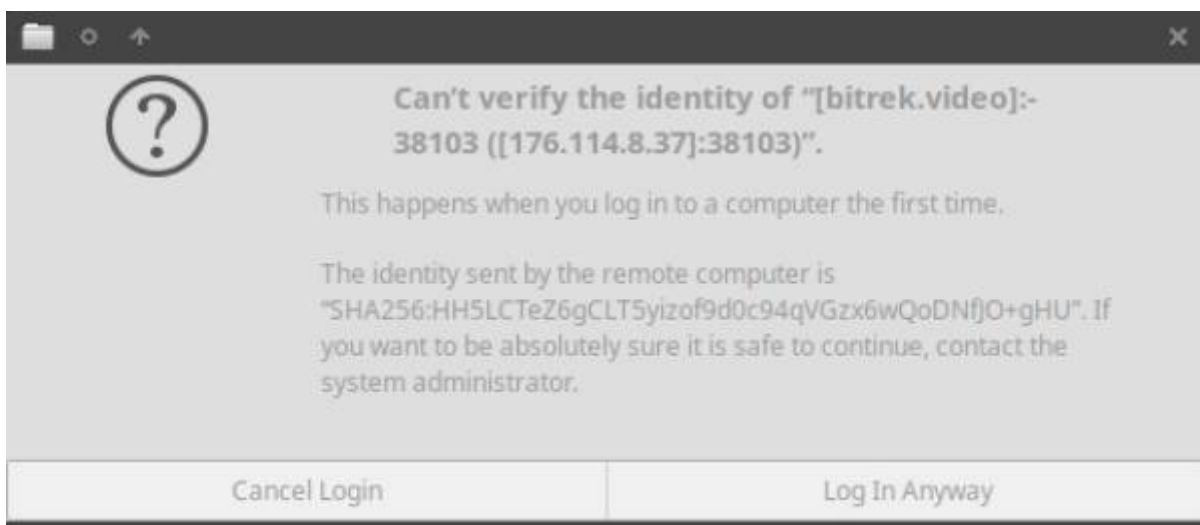 Can't verify the identity of “[bitrek.video]:-
38103 ([176.114.8.37]:38103)”.
This happens when you log in to a computer the first time.
The identity sent by the remote computer is
“SHA256:HH5LCTeZ6gCLT5yizof9d0c94qVGzx6wQoDNfJO+gHU”. If
you want to be absolutely sure it is safe to continue, contact the
system administrator.
Cancel Login
Log In Anyway